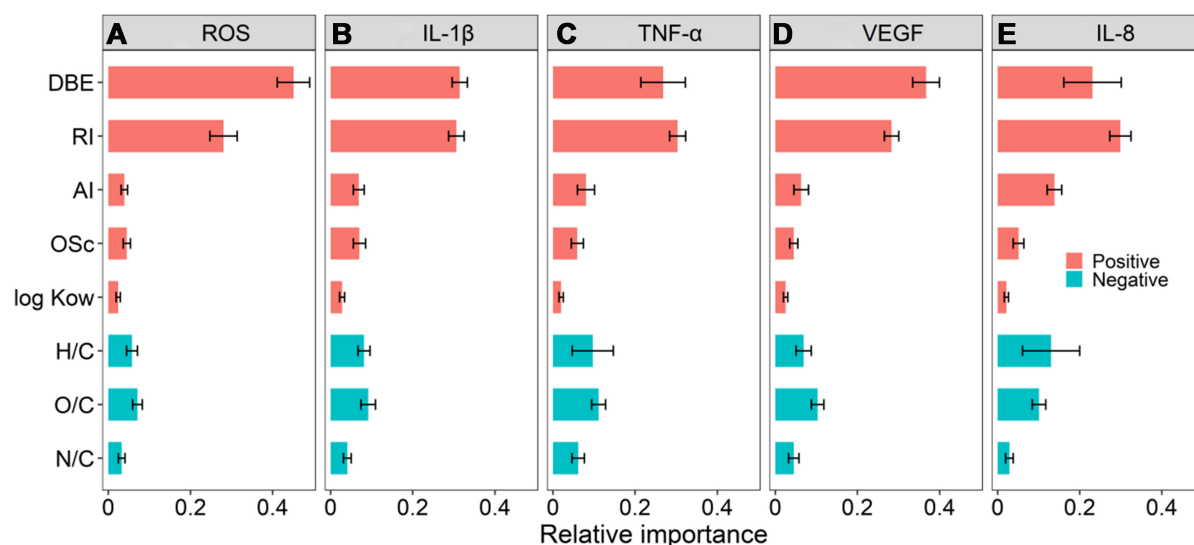 A ROS B IL-1β C TNF-α D VEGF E IL-8
DBE
RI
AI
OSc
log Kow
H/C
O/C
N/C
Positive
Negative
0 0.2 0.4 0 0.2 0.4 0 0.2 0.4 0 0.2 0.4 0 0.2 0.4
Relative importance